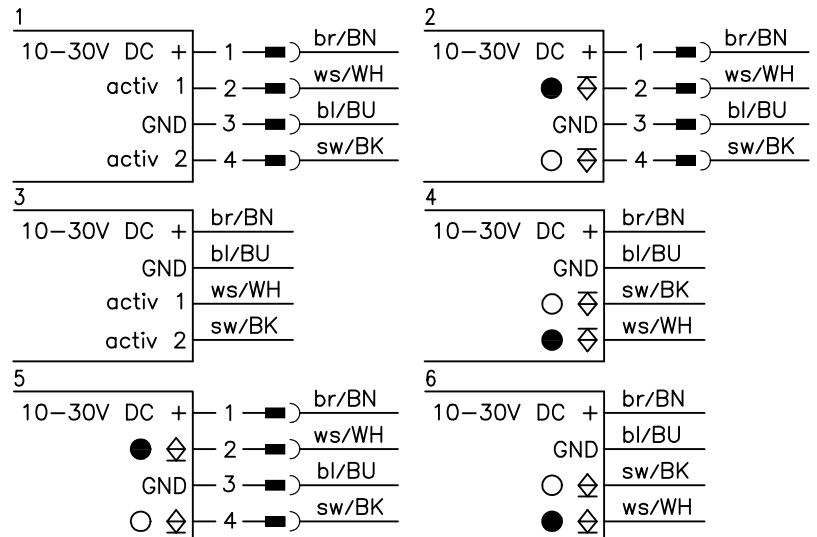 1
10–30V DC + 1 br/BN
activ 1 2 ws/WH
GND 3 bl/BU
activ 2 4 sw/BK
2
10–30V DC + 1 br/BN
2 ws/WH
GND 3 bl/BU
4 sw/BK
3
10–30V DC + br/BN
GND bl/BU
activ 1 ws/WH
activ 2 sw/BK
4
10–30V DC + br/BN
GND bl/BU
sw/BK
ws/WH
5
10–30V DC + 1 br/BN
2 ws/WH
GND 3 bl/BU
4 sw/BK
6
10–30V DC + br/BN
GND bl/BU
sw/BK
ws/WH